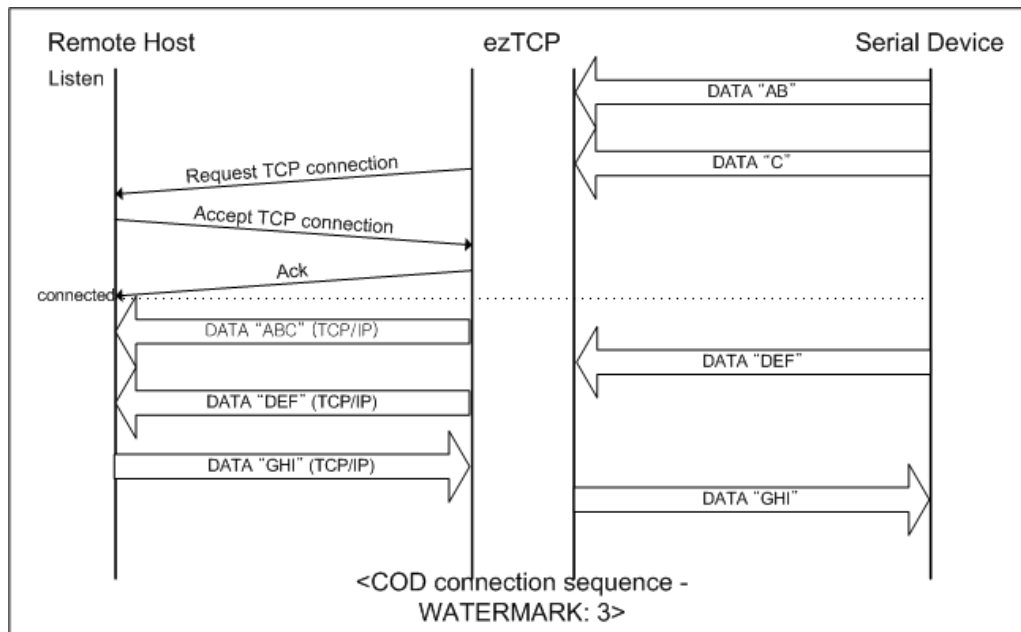 Remote Host ezTCP Serial Device
Listen
DATA “AB”
Request TCP connection
DATA “C”
Accept TCP connection
Ack
connected
DATA “ABC” (TCP/IP)
DATA “DEF”
DATA “DEF” (TCP/IP)
DATA “GHI” (TCP/IP)
DATA “GHI”
<COD connection sequence -
WATERMARK: 3>